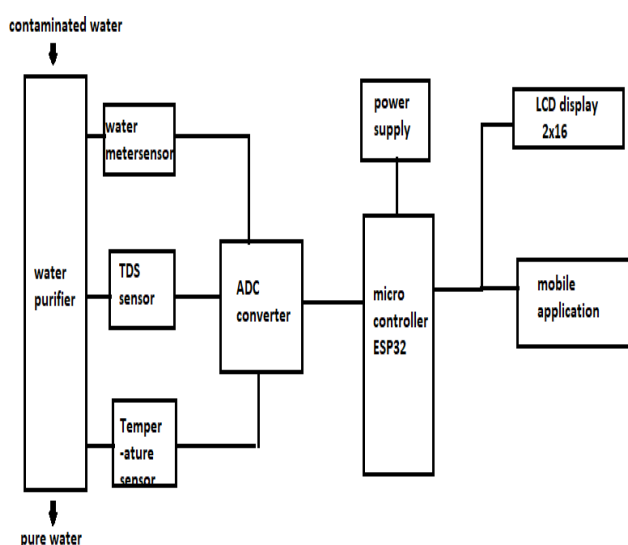 contaminated water
water
metersensor
power
supply
LCD display
2x16
water
purifier
TDS
sensor
ADC
converter
micro
controller
ESP32
mobile
application
Temper
-ature
sensor
pure water